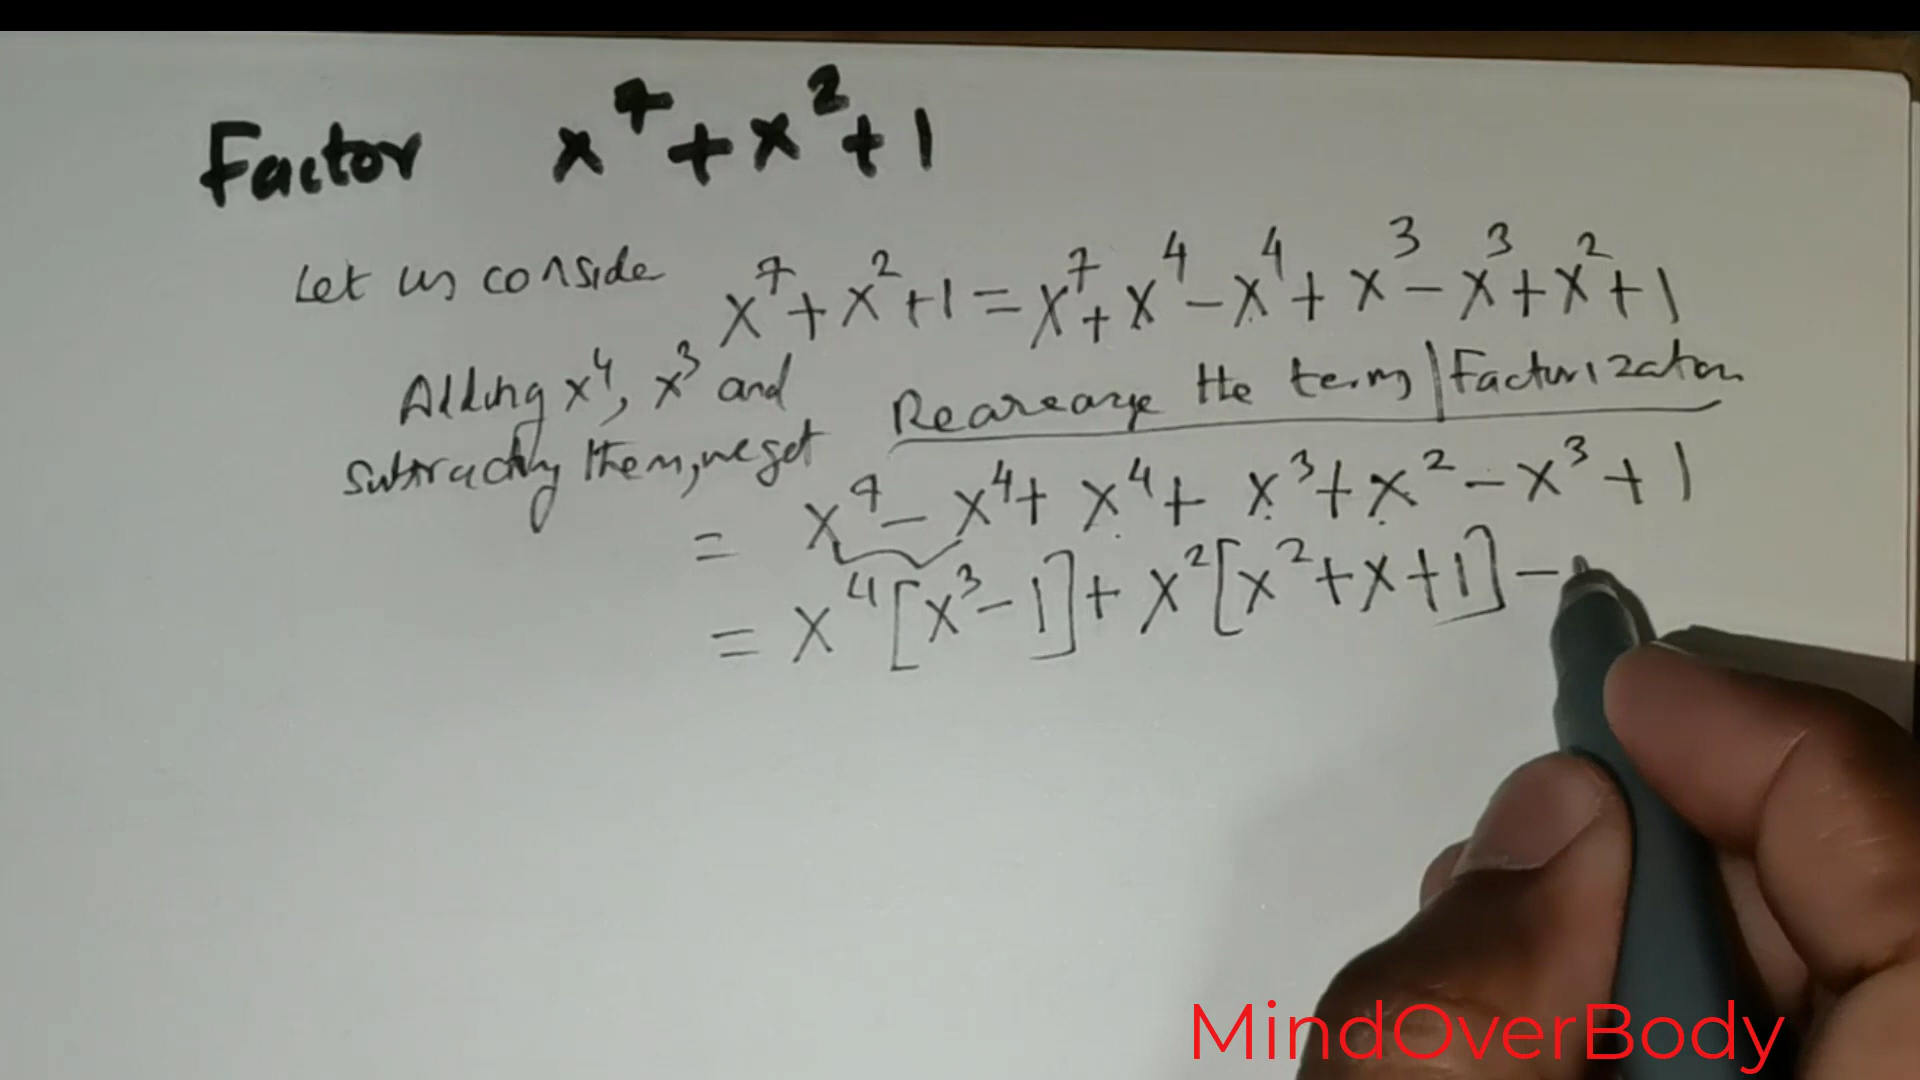 Factor x⁷+x²+1
Let us conside x⁷+x²+1=x⁷+x⁴-x⁴+x³-x³+x²+1
Adding x⁴, x³ and
subtracting them, we get
Rearearge the terms | Factorization
= x⁷-x⁴+x⁴+x³+x²-x³+1
= x⁴[x³-1]+x²[x²+x+1]-
MindOverBody